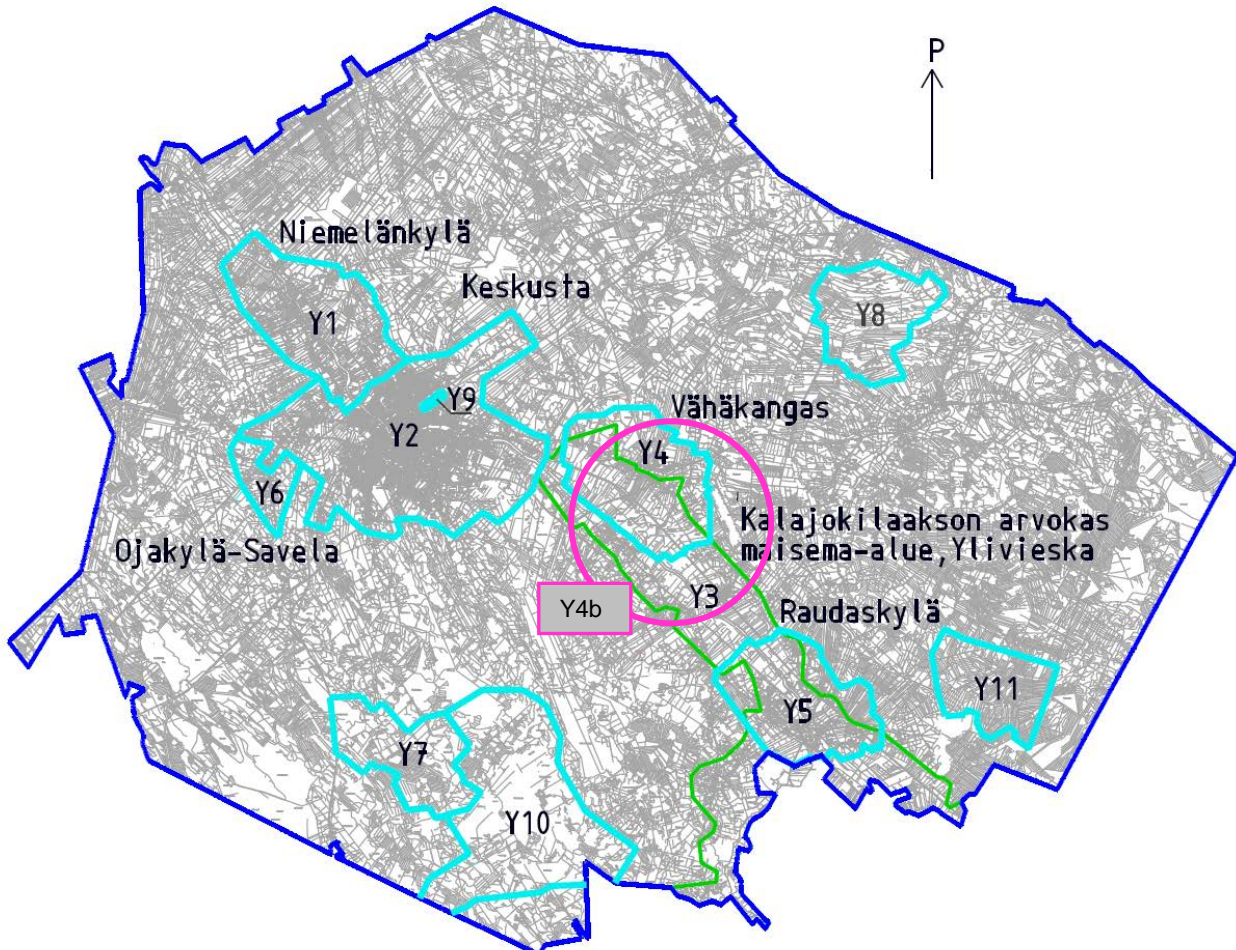 P
Niemelänkylä
Keskusta
Y1
Y8
Y9
Vähäkangas
Y2
Y4
Y6
Kalajokilaakson arvokas
maisema-alue,Ylivieska
Ojakylä-Savela
Y4b
Y3
Raudaskylä
Y11
Y5
Y7
Y10